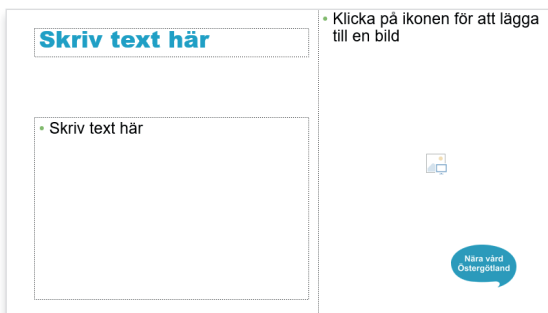 Skriv text här
• Skriv text här
• Klicka på ikonen för att lägga
till en bild
Nära vård
Östergötland